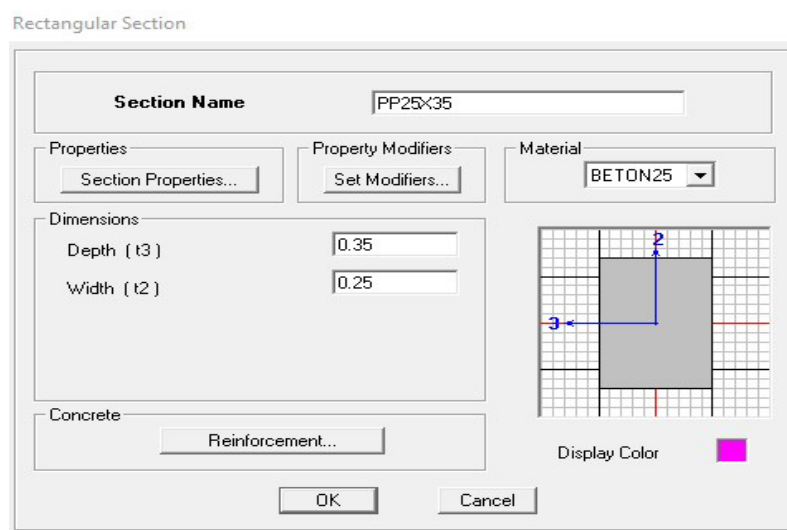 Rectangular Section
Section Name
PP25X35
Properties
Section Properties...
Property Modifiers
Set Modifiers...
Material
BETON25
Dimensions
Depth ( t3 )
0.35
Width ( t2 )
0.25
2
3
Concrete
Reinforcement...
Display Color
OK
Cancel